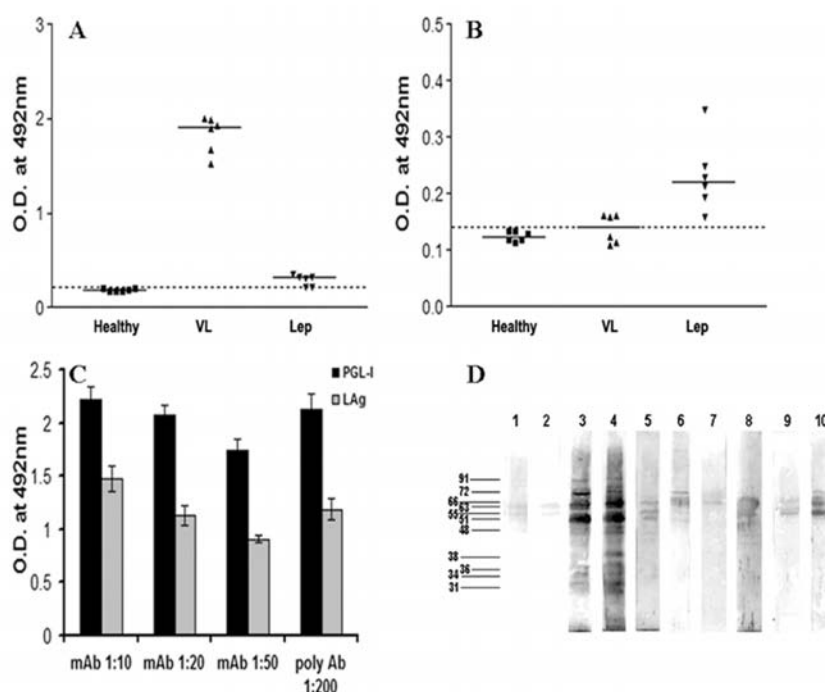 A
3
2
1
0
O.D. at 492nm
Healthy VL Lep
B
0.5
0.4
0.3
0.2
0.1
0.0
O.D. at 492nm
Healthy VL Lep
C
2.5
2
1.5
1
0.5
0
O.D. at 492nm
PGL-I
LAg
mAb 1:10 mAb 1:20 mAb 1:50 poly Ab
1:200
D
1 2 3 4 5 6 7 8 9 10
91
72
66
63
55
51
48
38
36
34
31